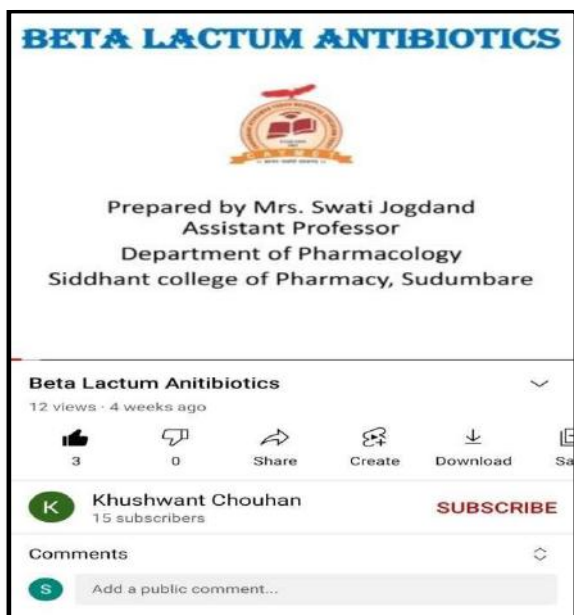 BETA LACTUM ANTIBIOTICS
Prepared by Mrs. Swati Jogdand
Assistant Professor
Department of Pharmacology
Siddhant college of Pharmacy, Sudumbare
Beta Lactum Anitibiotics
12 views · 4 weeks ago
3 0 Share Create Download Sa
K
Khushwant Chouhan
15 subscribers
SUBSCRIBE
Comments
S
Add a public comment...